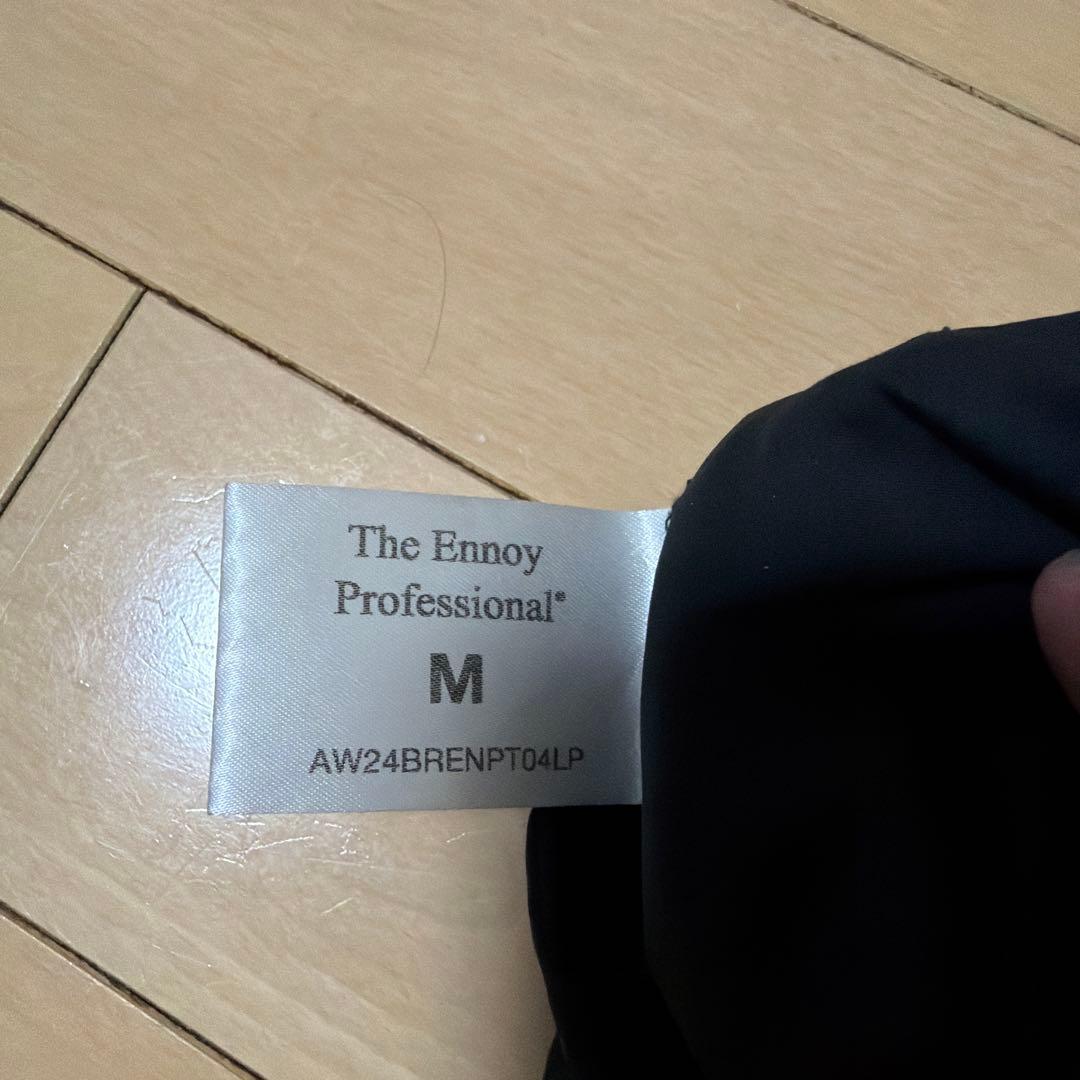 The Ennoy
Professional®
M
AW24BRENPT04LP